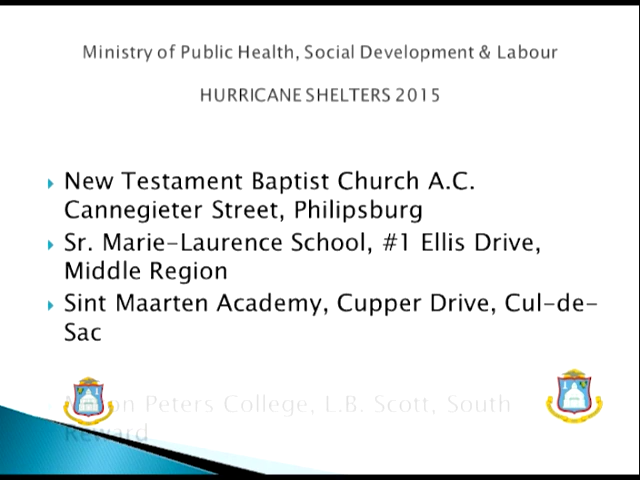 Ministry of Public Health, Social Development & Labour
HURRICANE SHELTERS 2015
New Testament Baptist Church A.C.
Cannegieter Street, Philipsburg
Sr. Marie-Laurence School, #1 Ellis Drive,
Middle Region
Sint Maarten Academy, Cupper Drive, Cul-de-
Sac
Peters College, L.B. Scott, South
Reward